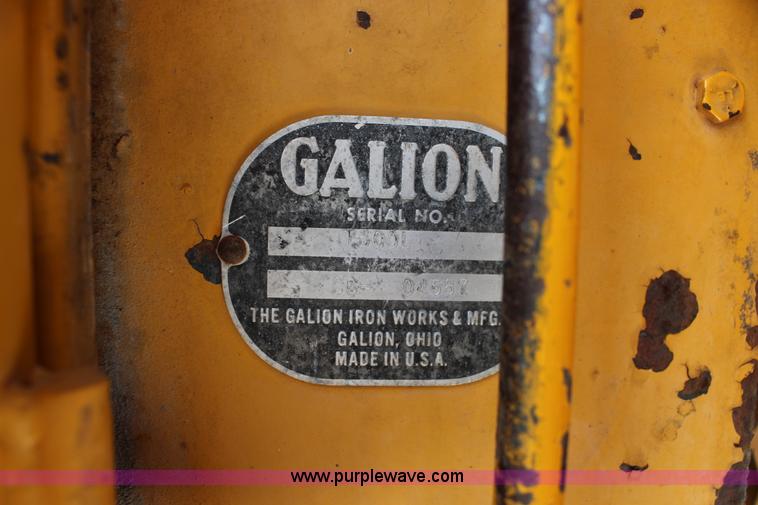 GALION
SERIAL NO.
THE GALION IRON WORKS & MFG.
GALION, OHIO
MADE IN U.S.A.
www.purplewave.com